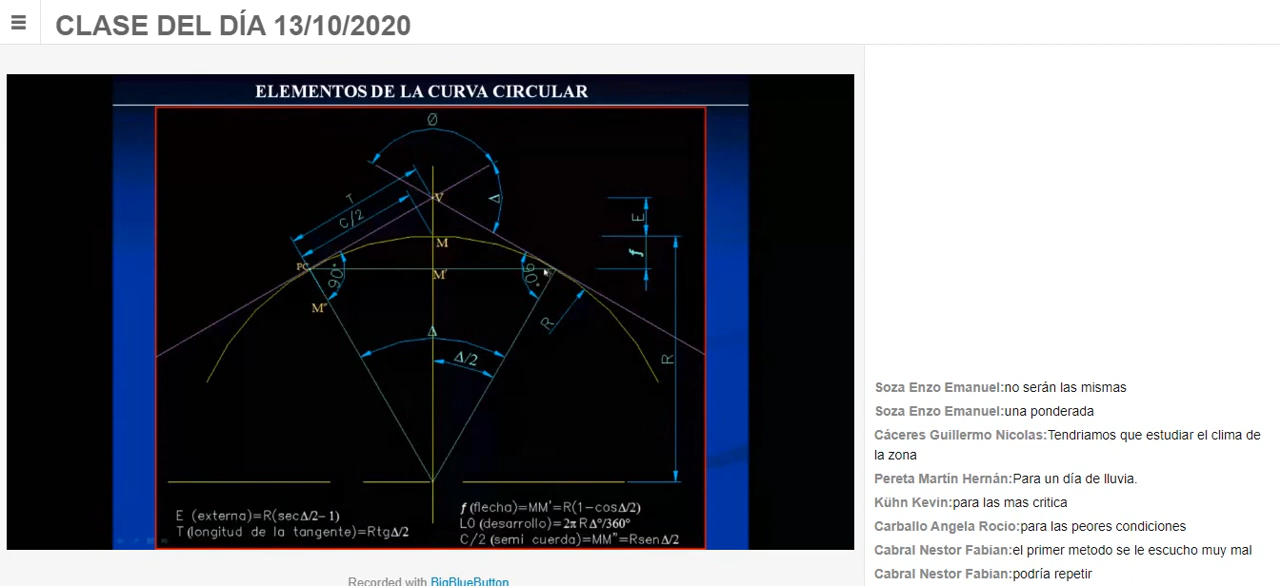 CLASE DEL DÍA 13/10/2020
ELEMENTOS DE LA CURVA CIRCULAR
Ø
T
C/2
V
Δ
E
M
f
PC
90°
M'
90°
M"
R
Δ
Δ/2
R
E (externa)=R(secΔ/2-1)
T (longitud de la tangente)=RtgΔ/2
f (flecha)=MM'=R(1-cosΔ/2)
LO (desarrollo)=2π RΔ°/360°
C/2 (semi cuerda)=MM"=Rsen Δ/2
Soza Enzo Emanuel:no serán las mismas
Soza Enzo Emanuel:una ponderada
Cáceres Guillermo Nicolas:Tendriamos que estudiar el clima de
la zona
Pereta Martín Hernán:Para un día de lluvia.
Kühn Kevin:para las mas critica
Carballo Angela Rocio:para las peores condiciones
Cabral Nestor Fabian:el primer metodo se le escucho muy mal
Cabral Nestor Fabian:podría repetir
Recorded with BigBlueButton